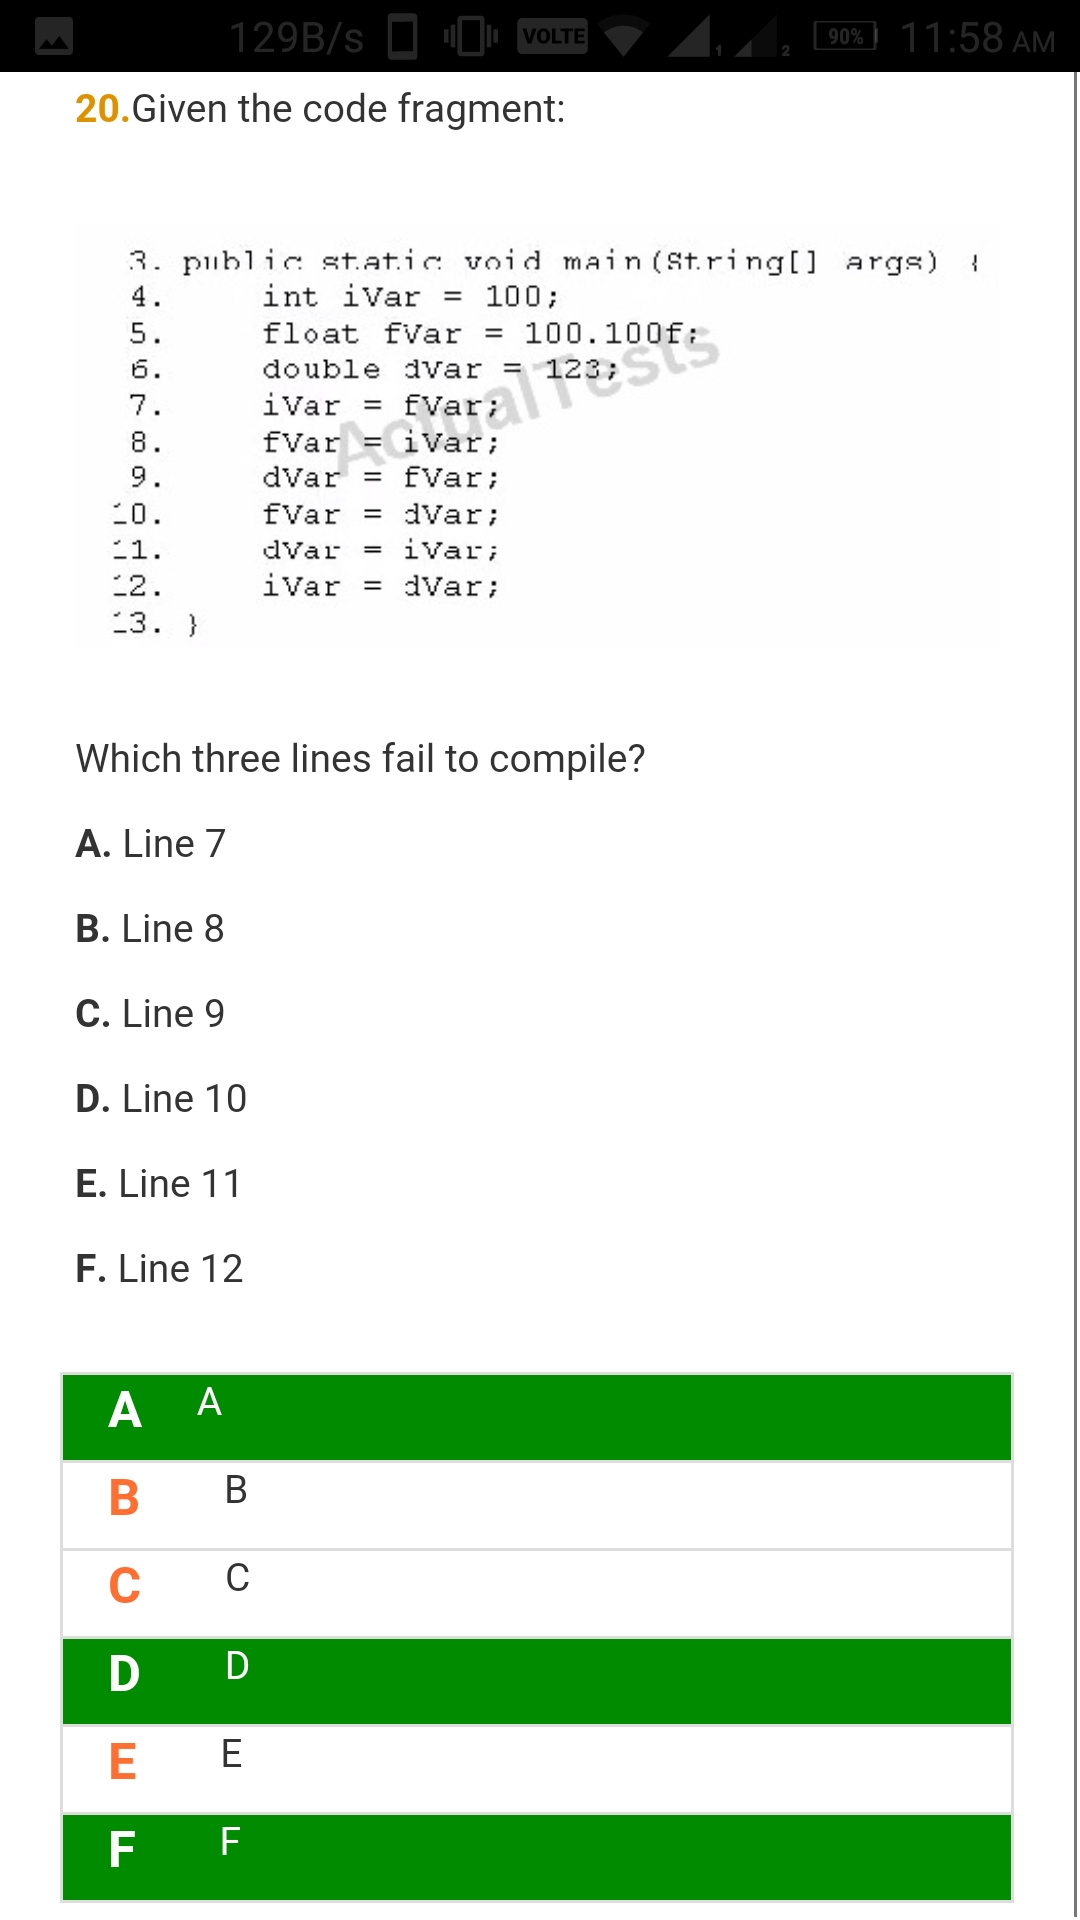 129B/s VOLTE 1 2 90% 11:58 AM
20.Given the code fragment:
3. public static void main(String[] args) {
4. int iVar = 100;
5. float fVar = 100.100f;
6. double dVar = 123;
7. iVar = fVar;
8. fVar = iVar;
9. dVar = fVar;
10. fVar = dVar;
11. dVar = iVar;
12. iVar = dVar;
13. }
ActualTests
Which three lines fail to compile?
A. Line 7
B. Line 8
C. Line 9
D. Line 10
E. Line 11
F. Line 12
A A
B B
C C
D D
E E
F F